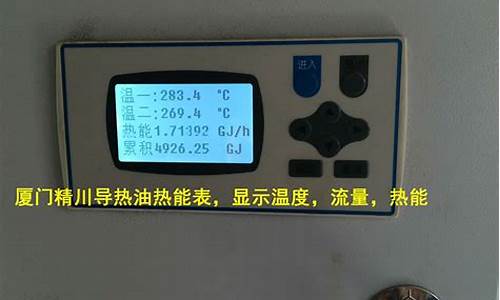 进入
温一:283.4 °C
温二:269.4 °C
热能1.71392 GJ/h
累积4926.25 GJ
厦门精川导热油热能表，显示温度，流量，热能